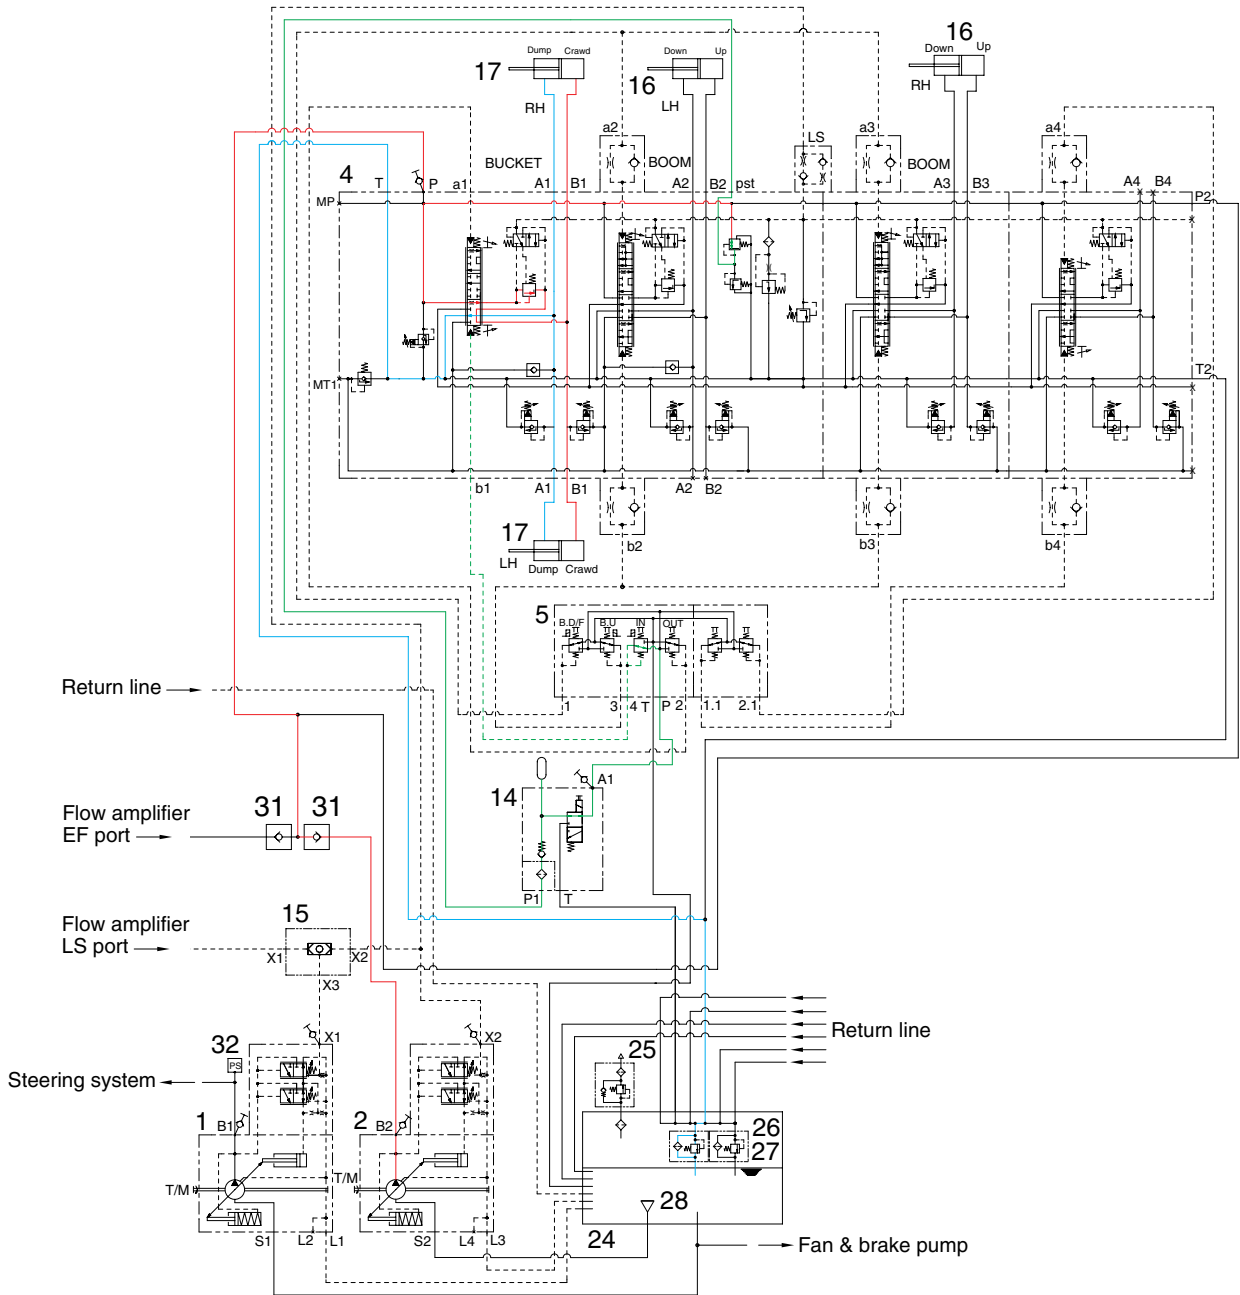 16
Dump Crawd
Down Up
Down Up
17
16
RH
LH
RH
a2
LS
a3
a4
BUCKET
BOOM
BOOM
4
T
P
a1
A1
B1
A2
B2
pst
A3
B3
A4
B4
MP
P2
MT1
T2
b1
A1
B1
A2
B2
17
b2
b3
b4
LH
Dump Crawd
5
B.D/F
B.U
IN
OUT
Return line
1
3
4
T
P
2
1.1
2.1
A1
14
Flow amplifier
EF port
31
31
P1
T
Flow amplifier
LS port
15
X1
X2
X3
Return line
32
X1
X2
25
PS
Steering system
1
B1
2
B2
26
27
T/M
T/M
28
24
S1
L2
L1
S2
L4
L3
Fan & brake pump